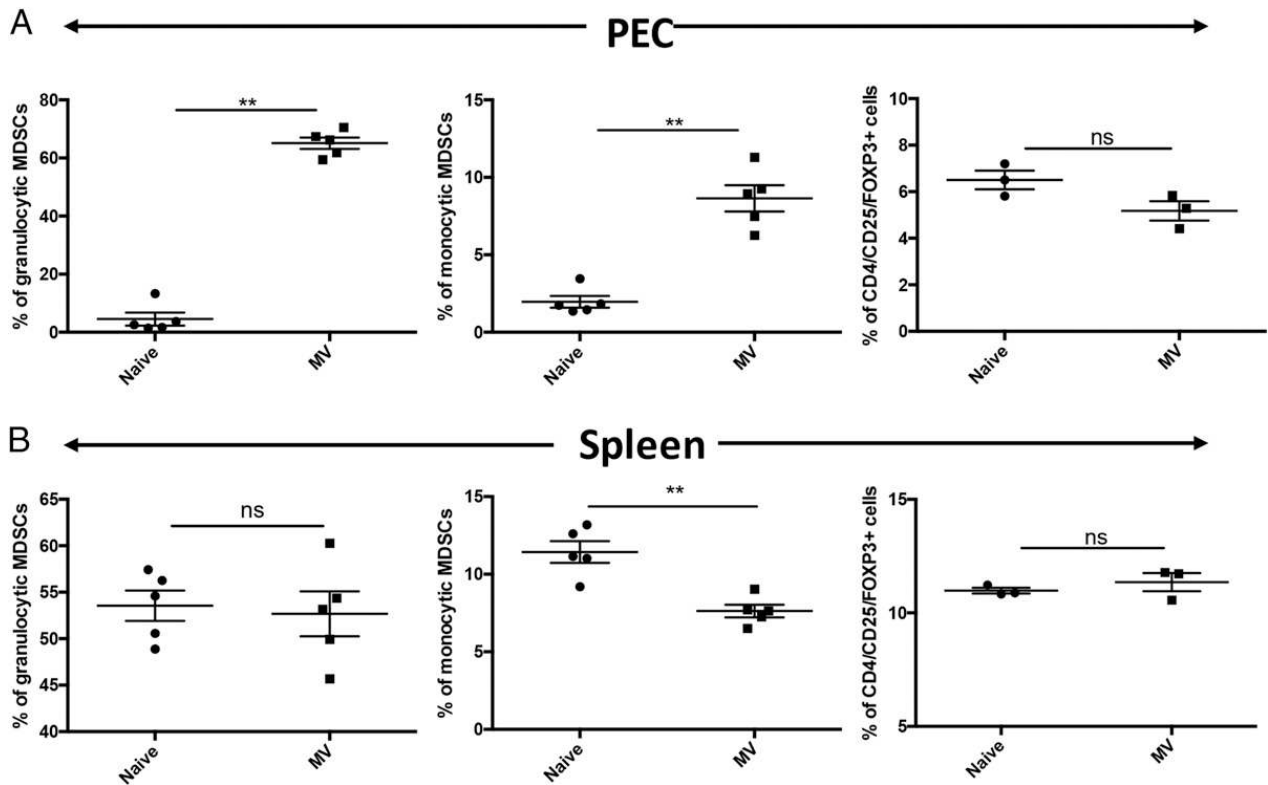 A
PEC
% of granulocytic MDSCs
80
60
40
20
0
**
Naive
MV
% of monocytic MDSCs
15
10
5
0
**
Naive
MV
% of CD4/CD25/FOXP3+ cells
10
8
6
4
2
0
ns
Naive
MV
B
Spleen
% of granulocytic MDSCs
65
60
55
50
45
40
ns
Naive
MV
% of monocytic MDSCs
15
10
5
0
**
Naive
MV
% of CD4/CD25/FOXP3+ cells
15
10
5
ns
Naive
MV